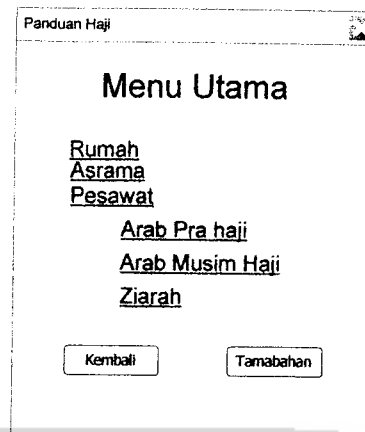 Panduan Haji
Menu Utama
Rumah
Asrama
Pesawat
Arab Pra haji
Arab Musim Haji
Ziarah
Kembali
Tamabahan